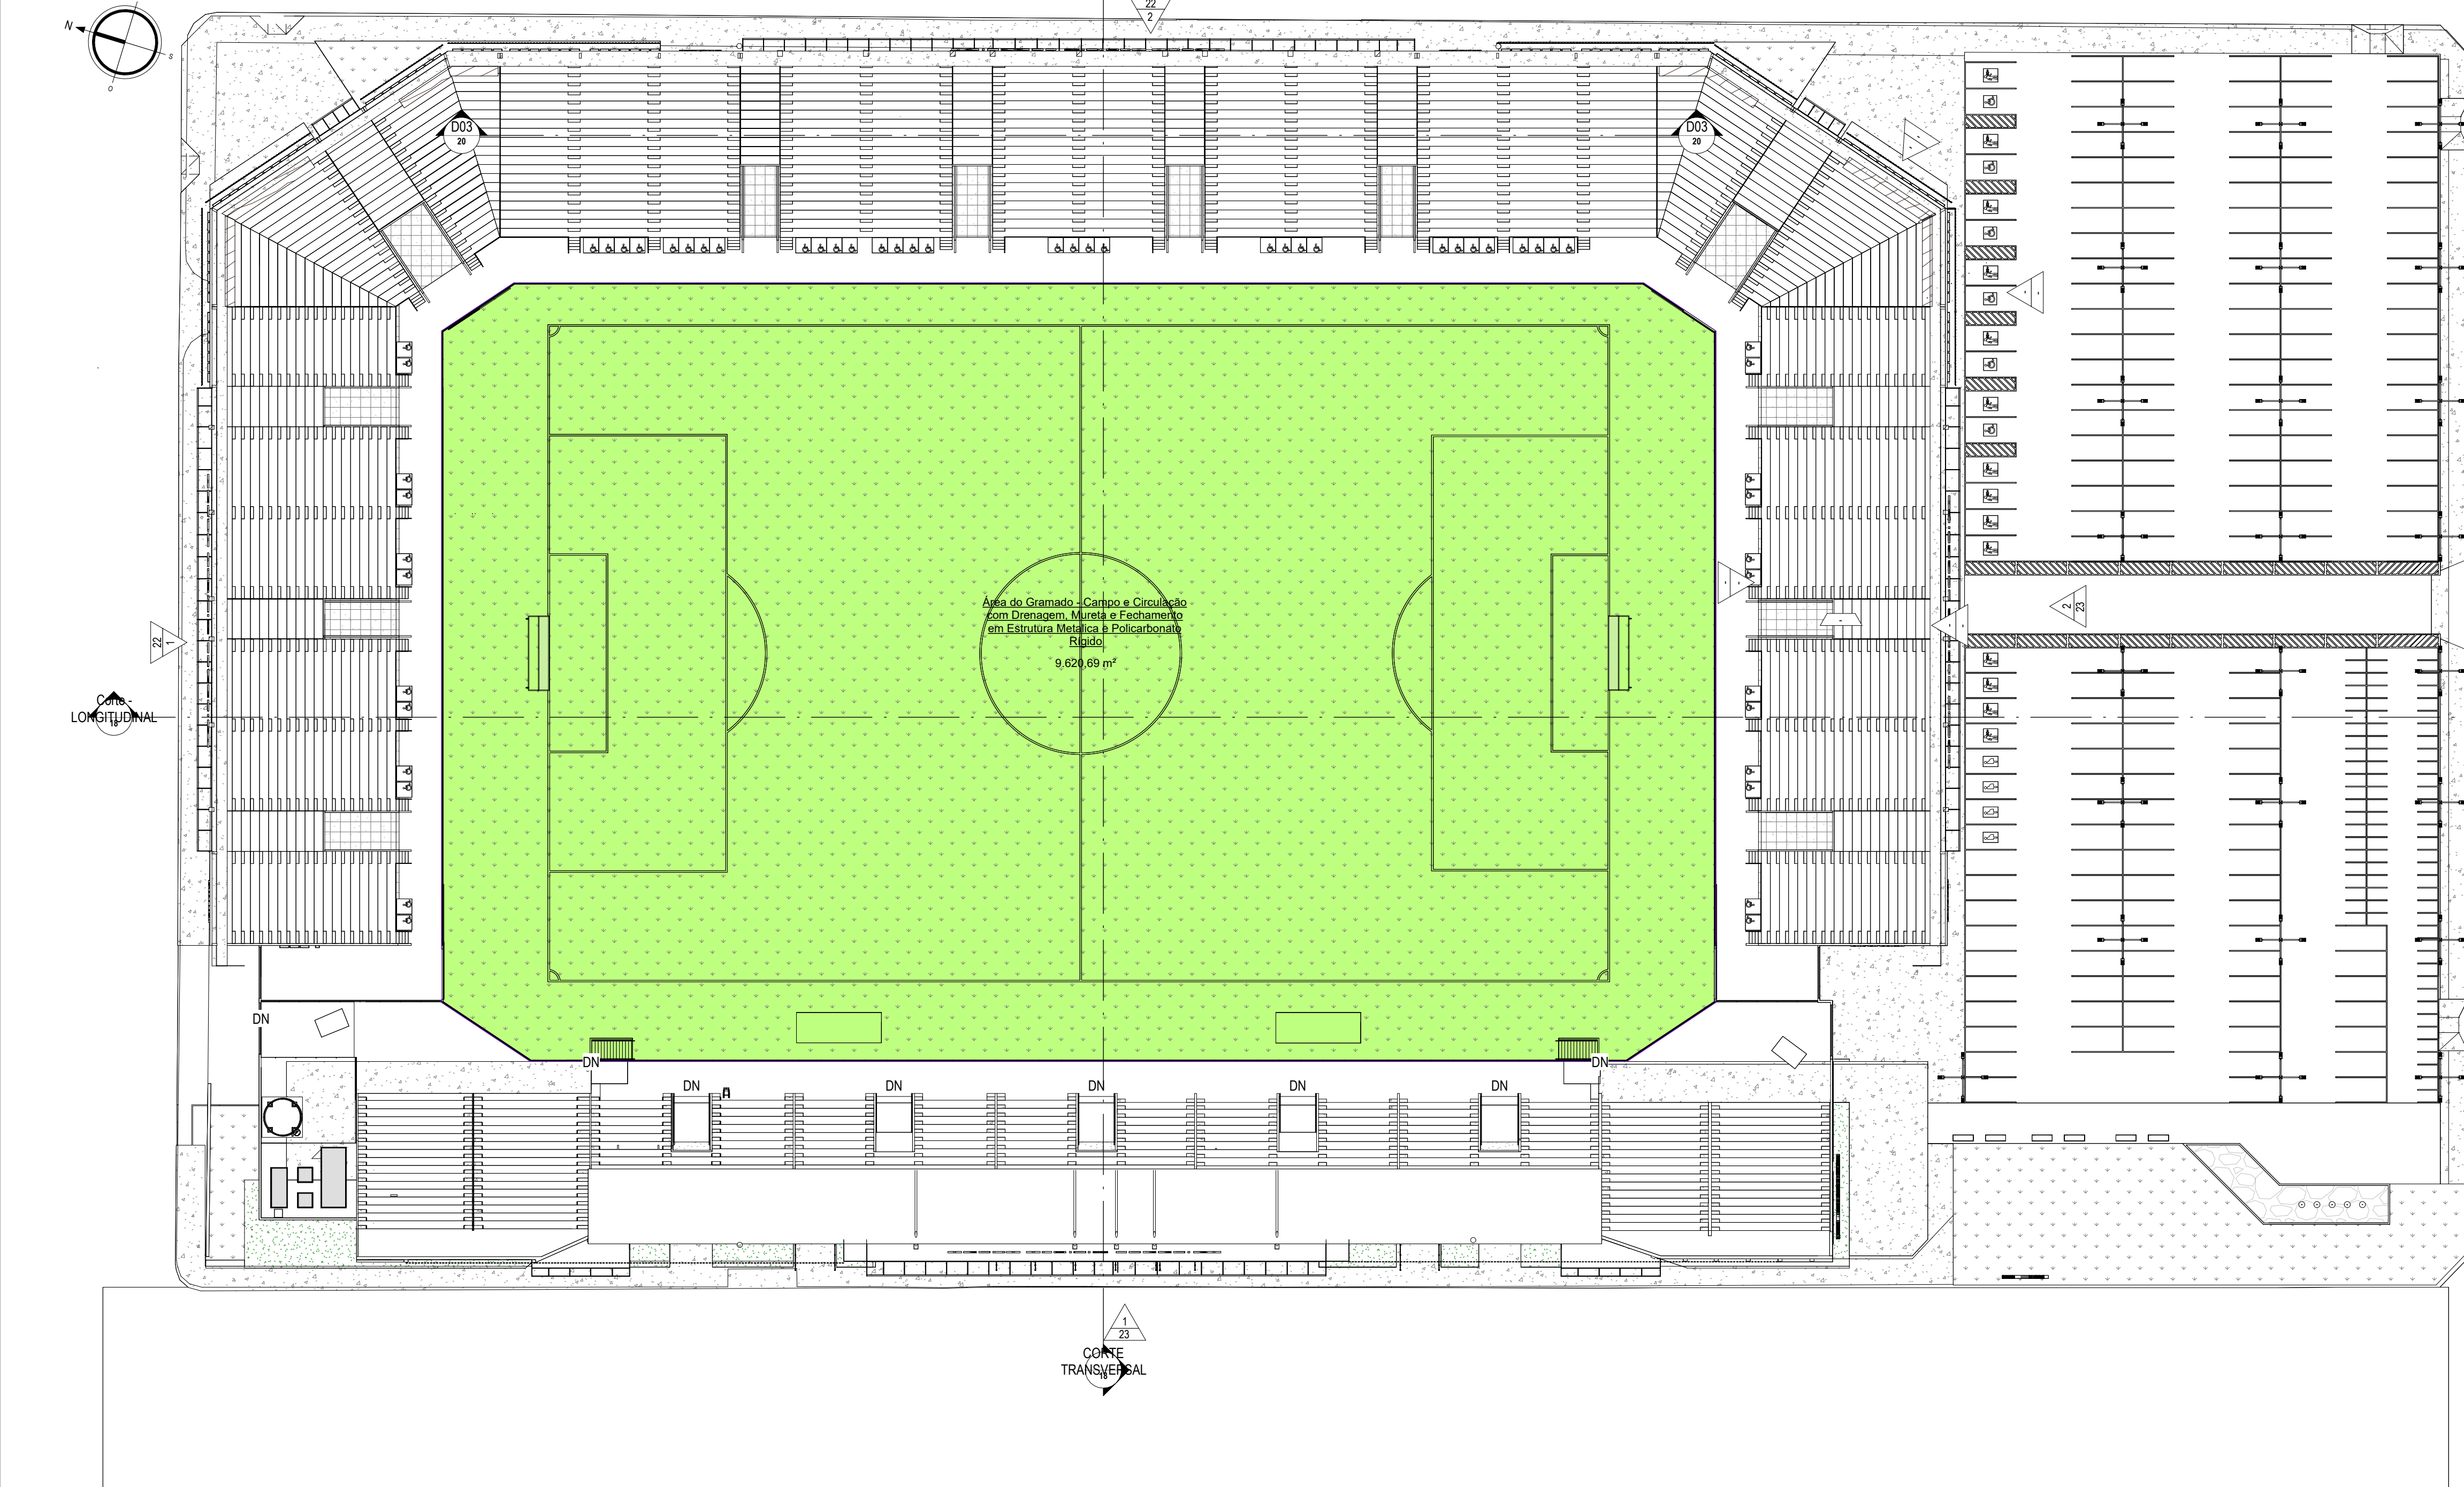 22
2
N
S
O
D03
20
D03
20
Área do Gramado - Campo e Circulação
com Drenagem, Mureta e Fechamento
em Estrutura Metálica e Policarbonato
Rígido
9.620,69 m²
22
1
2
23
Corte -
LONGITUDINAL
18
DN
DN
DN
DN
DN
DN
DN
DN
1
23
CORTE
TRANSVERSAL
18